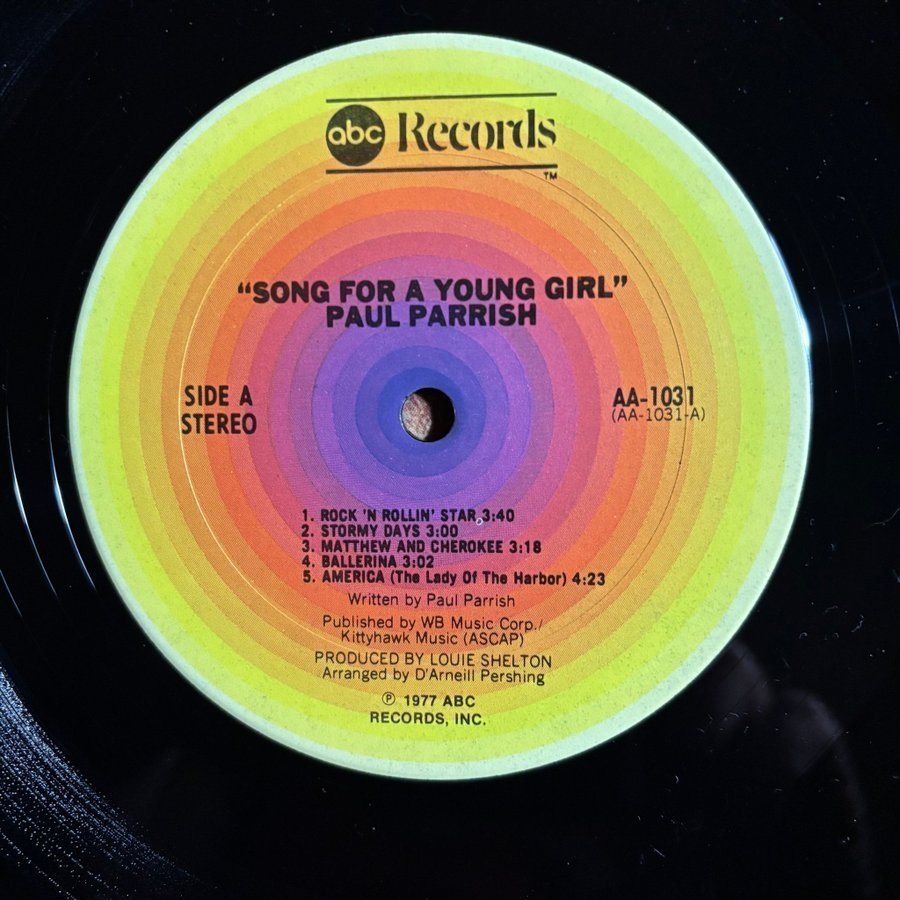 abc Records
TM
"SONG FOR A YOUNG GIRL"
PAUL PARRISH
SIDE A
STEREO
AA-1031
(AA-1031-A)
1. ROCK 'N ROLLIN' STAR 3:40
2. STORMY DAYS 3:00
3. MATTHEW AND CHEROKEE 3:18
4. BALLERINA 3:02
5. AMERICA (The Lady Of The Harbor) 4:23
Written by Paul Parrish
Published by WB Music Corp./
Kittyhawk Music (ASCAP)
PRODUCED BY LOUIE SHELTON
Arranged by D'Arneill Pershing
℗ 1977 ABC
RECORDS, INC.